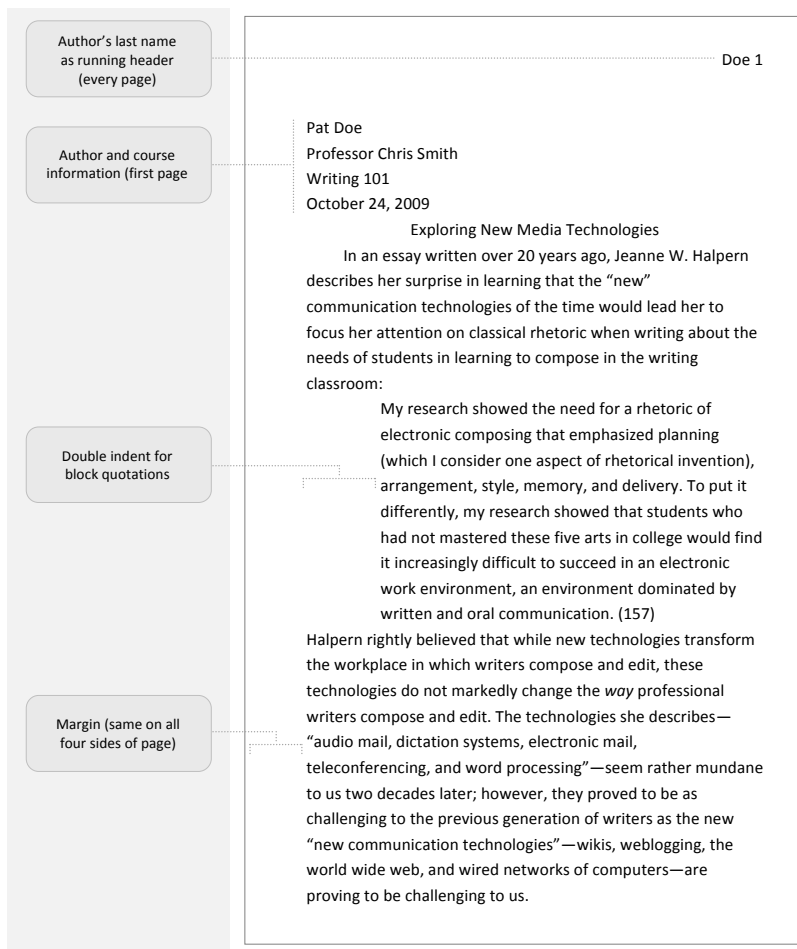 Author's last name
as running header
(every page)
Doe 1
Author and course
information (first page
Pat Doe
Professor Chris Smith
Writing 101
October 24, 2009
Exploring New Media Technologies
In an essay written over 20 years ago, Jeanne W. Halpern
describes her surprise in learning that the “new”
communication technologies of the time would lead her to
focus her attention on classical rhetoric when writing about the
needs of students in learning to compose in the writing
classroom:
Double indent for
block quotations
My research showed the need for a rhetoric of
electronic composing that emphasized planning
(which I consider one aspect of rhetorical invention),
arrangement, style, memory, and delivery. To put it
differently, my research showed that students who
had not mastered these five arts in college would find
it increasingly difficult to succeed in an electronic
work environment, an environment dominated by
written and oral communication. (157)
Margin (same on all
four sides of page)
Halpern rightly believed that while new technologies transform
the workplace in which writers compose and edit, these
technologies do not markedly change the way professional
writers compose and edit. The technologies she describes—
“audio mail, dictation systems, electronic mail,
teleconferencing, and word processing”—seem rather mundane
to us two decades later; however, they proved to be as
challenging to the previous generation of writers as the new
“new communication technologies”—wikis, weblogging, the
world wide web, and wired networks of computers—are
proving to be challenging to us.